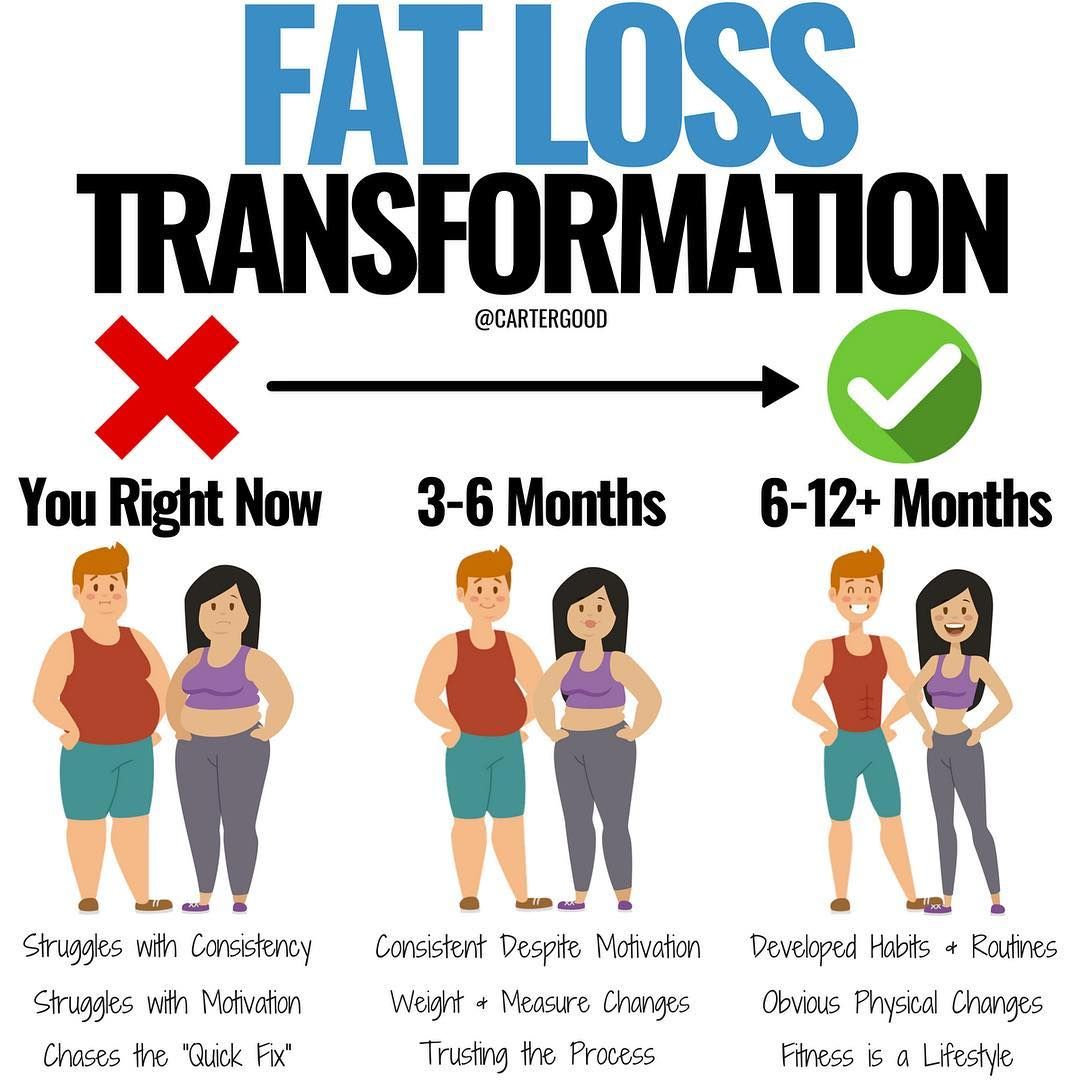 FAT LOSS
TRANSFORMATION
@CARTERGOOD
You Right Now
3-6 Months
6-12+ Months
Struggles with Consistency
Struggles with Motivation
Chases the "Quick Fix"
Consistent Despite Motivation
Weight & Measure Changes
Trusting the Process
Developed Habits & Routines
Obvious Physical Changes
Fitness is a Lifestyle